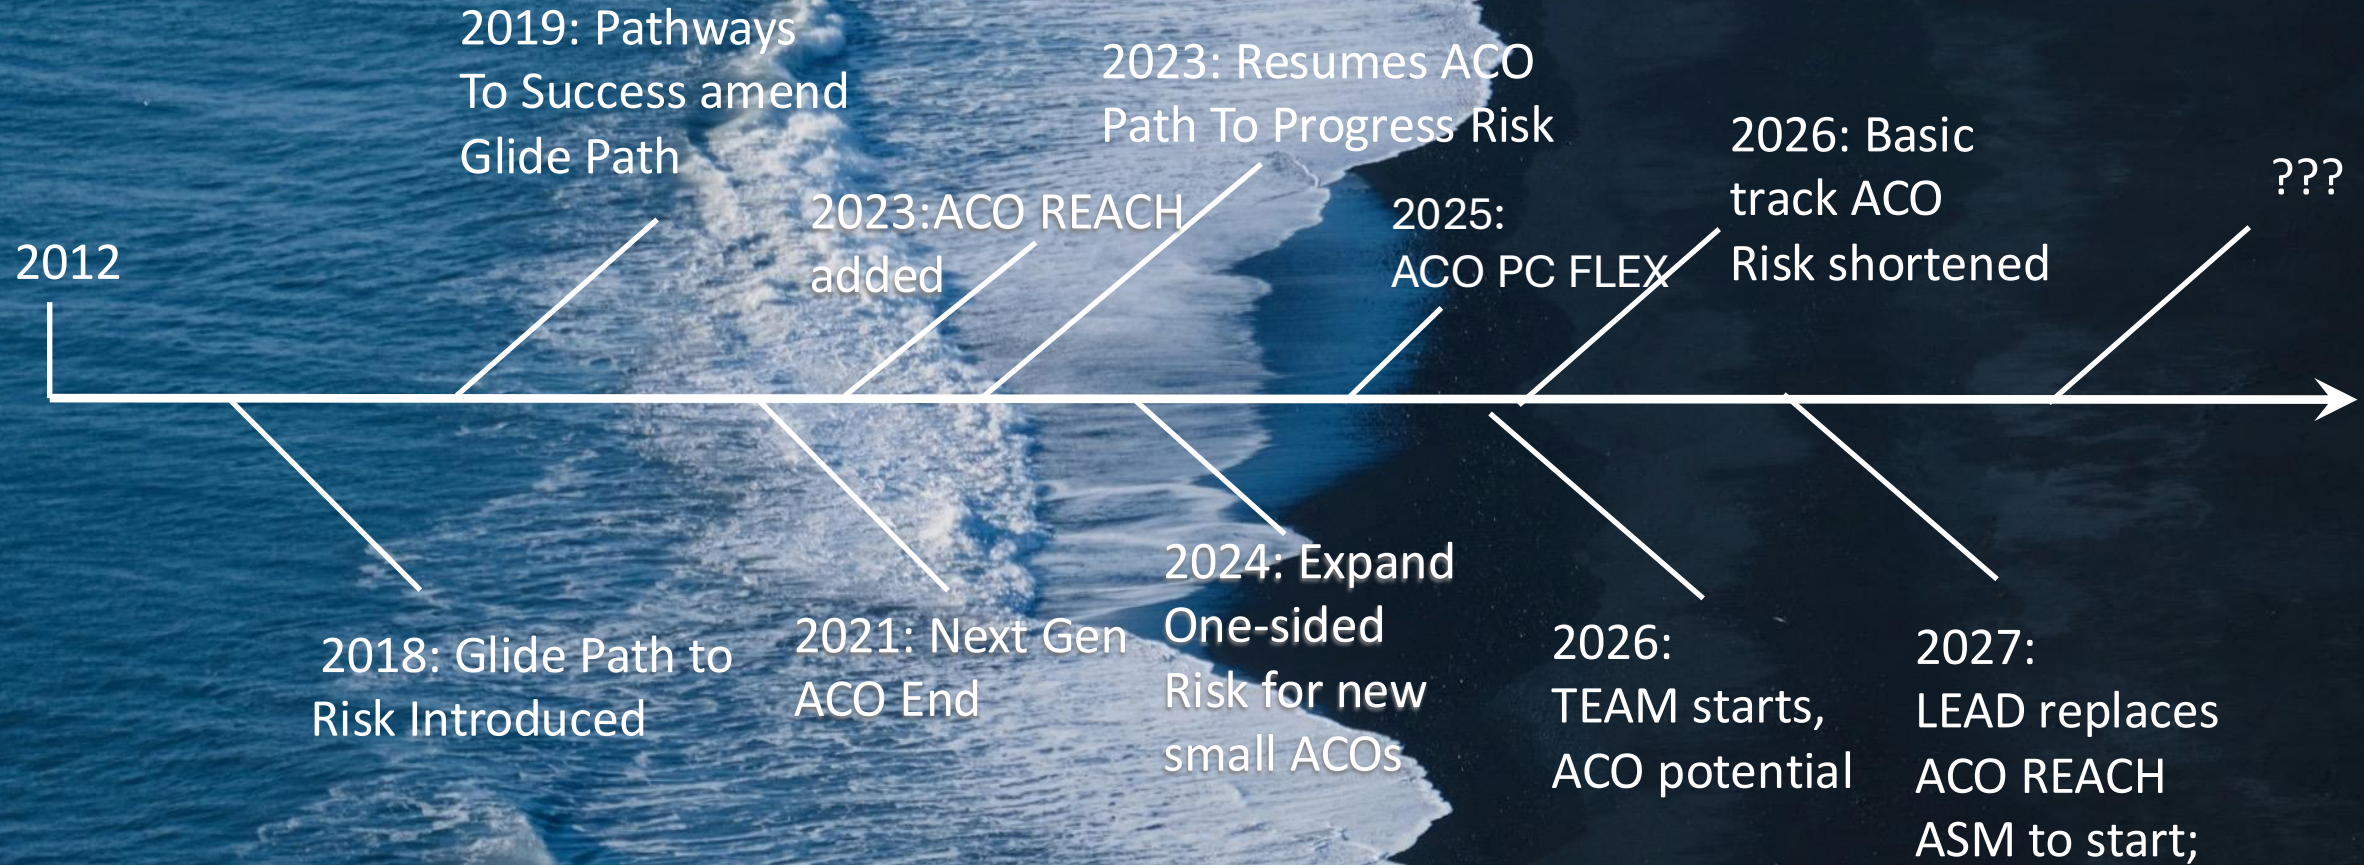 2012
2018: Glide Path to
Risk Introduced
2019: Pathways
To Success amend
Glide Path
2021: Next Gen
ACO End
2023:ACO REACH
added
2023: Resumes ACO
Path To Progress Risk
2024: Expand
One-sided
Risk for new
small ACOs
2025:
ACO PC FLEX
2026: Basic
track ACO
Risk shortened
2026:
TEAM starts,
ACO potential
2027:
LEAD replaces
ACO REACH
ASM to start;
???